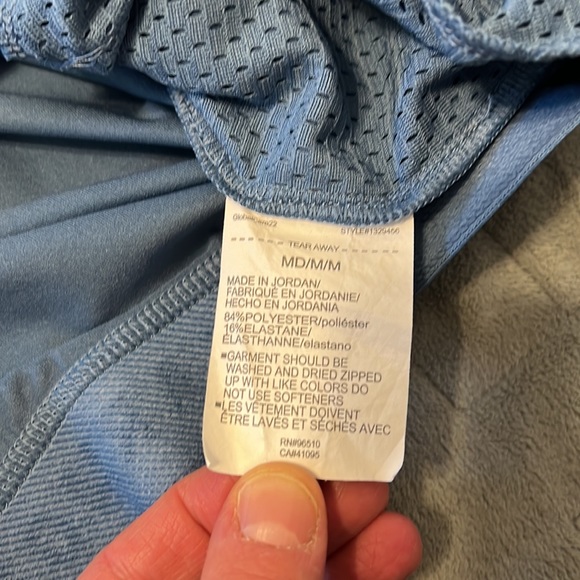 STYLE#1329466
TEAR AWAY
MD/M/M
MADE IN JORDAN/
FABRIQUÉ EN JORDANIE/
HECHO EN JORDANIA
84%POLYESTER/poliéster
16%ELASTANE/
ÉLASTHANNE/elastano
*GARMENT SHOULD BE
WASHED AND DRIED ZIPPED
UP WITH LIKE COLORS DO
NOT USE SOFTENERS
*LES VÊTEMENT DOIVENT
ÊTRE LAVÉS ET SÉCHÉS AVEC
RN#96510
CA#41095